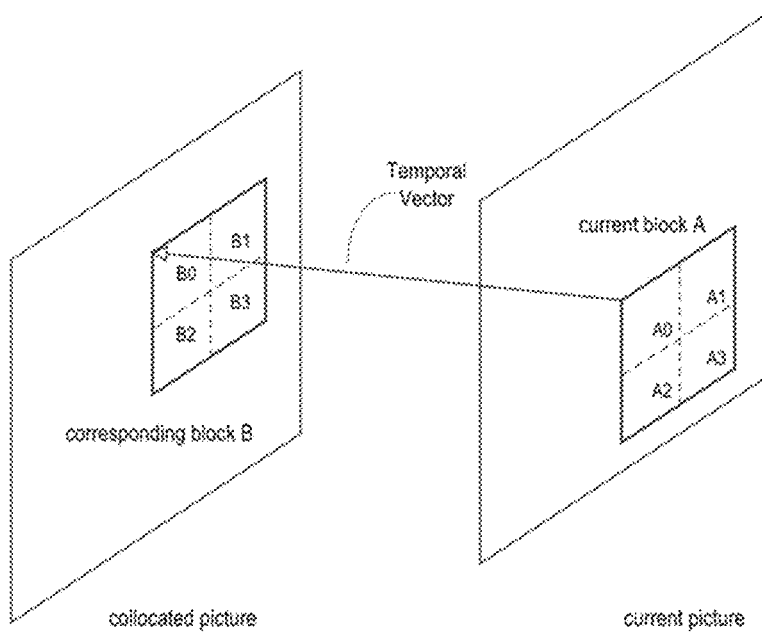 Temporal
Vector
current block A
B1
B0
B3
B2
A1
A0
A3
A2
corresponding block B
collocated picture
current picture